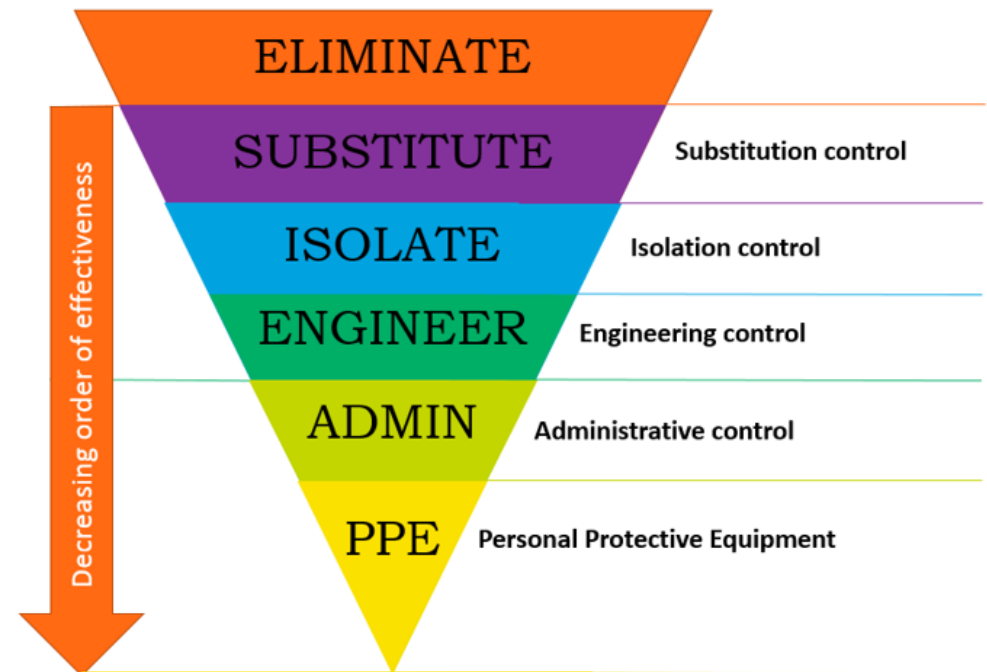 ELIMINATE
SUBSTITUTE
Substitution control
ISOLATE
Isolation control
ENGINEER
Engineering control
ADMIN
Administrative control
PPE
Personal Protective Equipment
Decreasing order of effectiveness